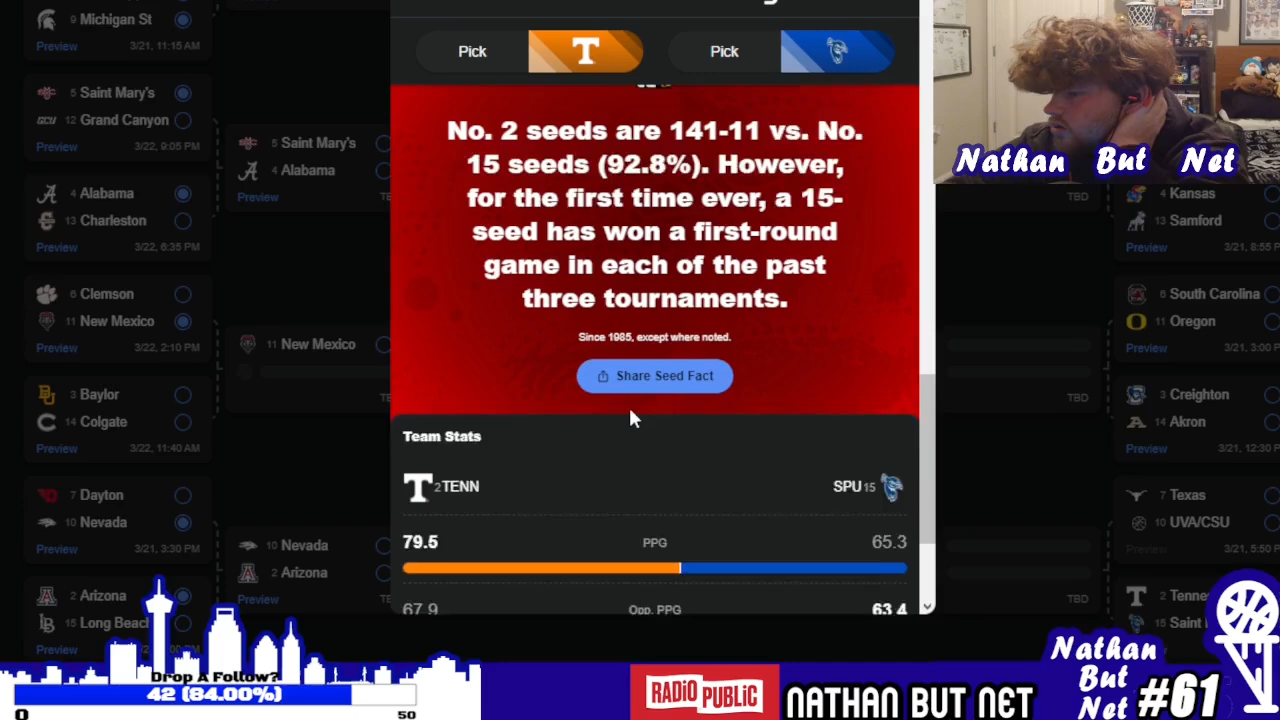 9 Michigan St
Preview 3/21, 11:15 AM
5 Saint Mary's
GCU 12 Grand Canyon
Preview 3/22, 9:05 PM
4 Alabama
13 Charleston
Preview 3/22, 6:35 PM
6 Clemson
11 New Mexico
Preview 3/22, 2:10 PM
3 Baylor
14 Colgate
Preview 3/22, 11:40 AM
7 Dayton
10 Nevada
Preview 3/21, 3:30 PM
2 Arizona
15 Long Beach
Preview
5 Saint Mary's
4 Alabama
Preview
11 New Mexico
10 Nevada
2 Arizona
Preview
Pick T Pick
No. 2 seeds are 141-11 vs. No.
15 seeds (92.8%). However,
for the first time ever, a 15-
seed has won a first-round
game in each of the past
three tournaments.
Since 1985, except where noted.
Share Seed Fact
Team Stats
T 2 TENN SPU 15
79.5 PPG 65.3
67.9 Opp. PPG 63.4
TBD
TBD
TBD
Nathan But Net
4 Kansas
13 Samford
Preview 3/21, 8:55 P
6 South Carolina
11 Oregon
Preview 3/21, 3:00 P
3 Creighton
14 Akron
Preview 3/21, 12:30 P
7 Texas
10 UVA/CSU
Preview 3/21, 5:50 P
2 Tenne
15 Saint
Preview
Drop A Follow?
42 (84.00%)
0 50
RADIO PUBLIC
NATHAN BUT NET
Nathan
But
Net #61